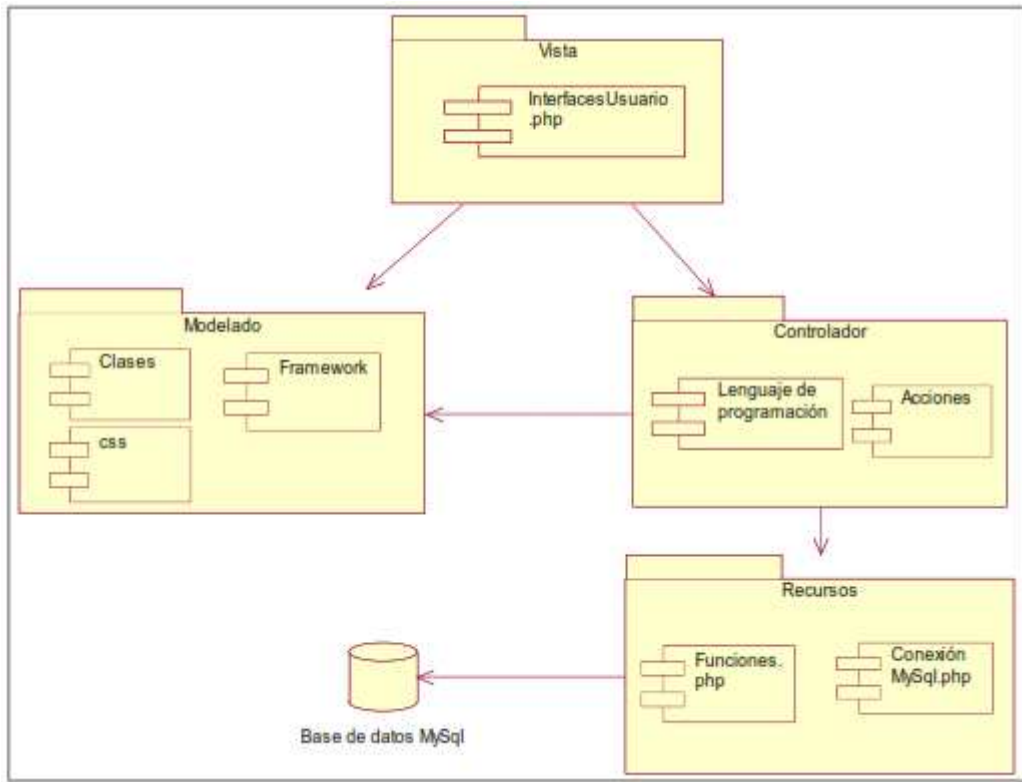 Vista
InterfacesUsuario
.php
Modelado
Clases
Framework
css
Controlador
Lenguaje de
programación
Acciones
Recursos
Funciones.
php
Conexión
MySql.php
Base de datos MySql